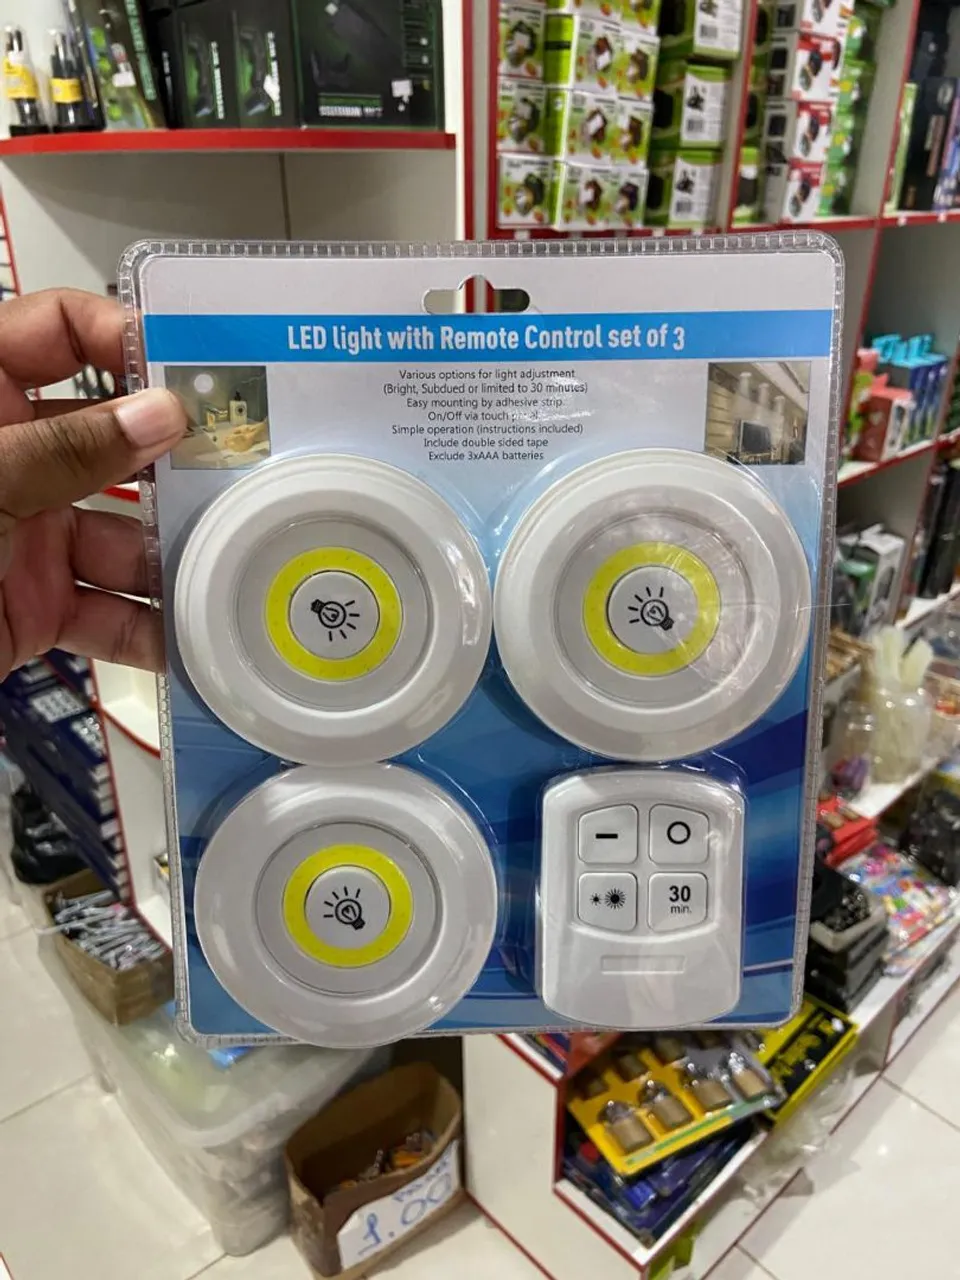 LED light with Remote Control set of 3
Various options for light adjustment
(Bright, Subdued or limited to 30 minutes)
Easy mounting by adhesive strip.
On/Off via touch
Simple operation (instructions included)
Include double sided tape
Exclude 3xAAA batteries
30
min.
1.00